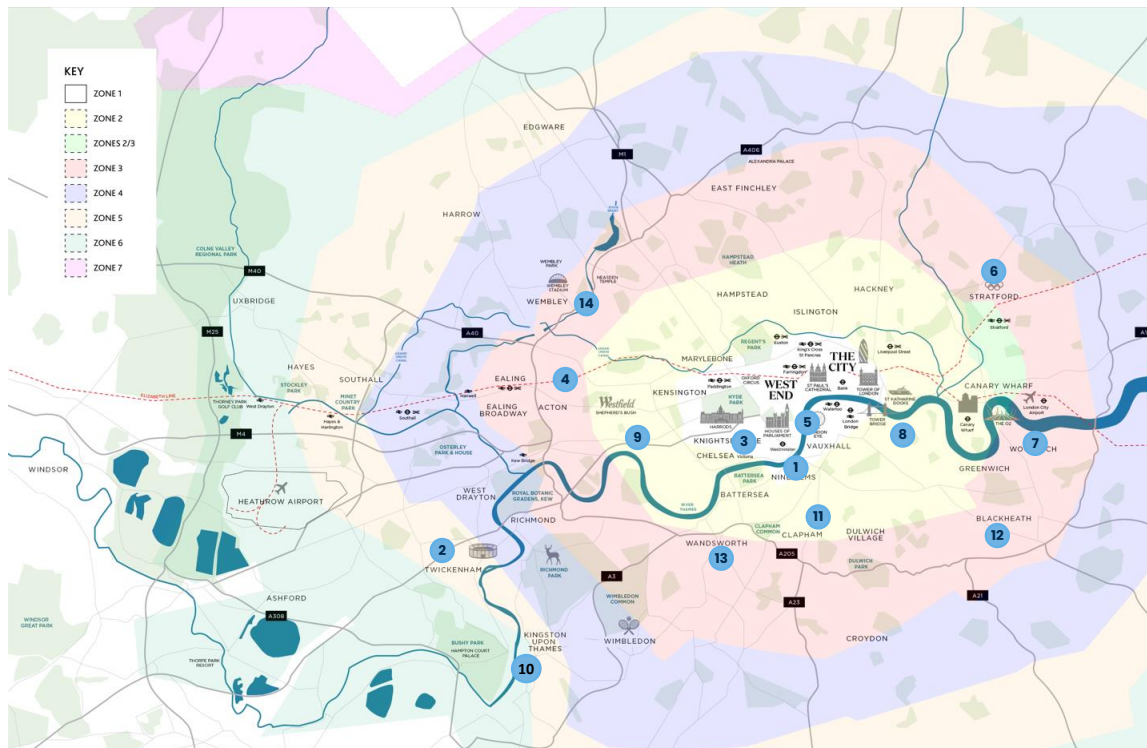 KEY
ZONE 1
ZONE 2
ZONES 2/3
ZONE 3
ZONE 4
ZONE 5
ZONE 6
ZONE 7
EDGWARE
M1
A406
ALEXANDRA PALACE
EAST FINCHLEY
HARROW
COLNE VALLEY
REGIONAL PARK
M40
WEMBLEY
PARK
WEMBLEY
STADIUM
NEASDEN
TEMPLE
HAMPSTEAD
HEATH
6
STRATFORD
UXBRIDGE
WEMBLEY
14
HAMPSTEAD
HACKNEY
ISLINGTON
M25
A40
REGENT'S
PARK
Euston
King's Cross
St Pancras
THE
CITY
Liverpool Street
Stratford
HAYES
STOCKLEY
PARK
SOUTHALL
EALING
4
MARYLEBONE
OXFORD
CIRCUS
Farringdon
ST PAUL'S
CATHEDRAL
Bank
TOWER OF
LONDON
ELIZABETH LINE
MINET
COUNTRY
PARK
Hanwell
EALING
BROADWAY
ACTON
Westfield
SHEPHERD'S BUSH
KENSINGTON
Paddington
HYDE
PARK
WEST
END
ST KATHARINE
DOCKS
CANARY WHARF
London City
Airport
THORNEY PARK
GOLF CLUB
West Drayton
Hayes &
Harlington
Southall
HARRODS
HOUSES OF
PARLIAMENT
5
Waterloo
London
Bridge
TOWER
BRIDGE
8
Canary
Wharf
THE O2
7
M4
OSTERLEY
PARK & HOUSE
Kew Bridge
9
KNIGHTSBRIDGE
3
Victoria
Westminster
VAUXHALL
CHELSEA
1
WINDSOR
HEATHROW AIRPORT
WEST
DRAYTON
ROYAL BOTANIC
GRADENS, KEW
BATTERSEA
PARK
GREENWICH
RIVER
THAMES
BATTERSEA
RICHMOND
11
CLAPHAM
COMMON
CLAPHAM
DULWICH
VILLAGE
BLACKHEATH
12
2
TWICKENHAM
RICHMOND
PARK
WANDSWORTH
13
A205
DULWICH
PARK
A3
ASHFORD
A308
WIMBLEDON
COMMON
A23
A21
WINDSOR
GREAT PARK
BUSHY PARK
HAMPTON COURT
PALACE
KINGSTON
UPON
THAMES
WIMBLEDON
CROYDON
THORPE PARK
RESORT
10